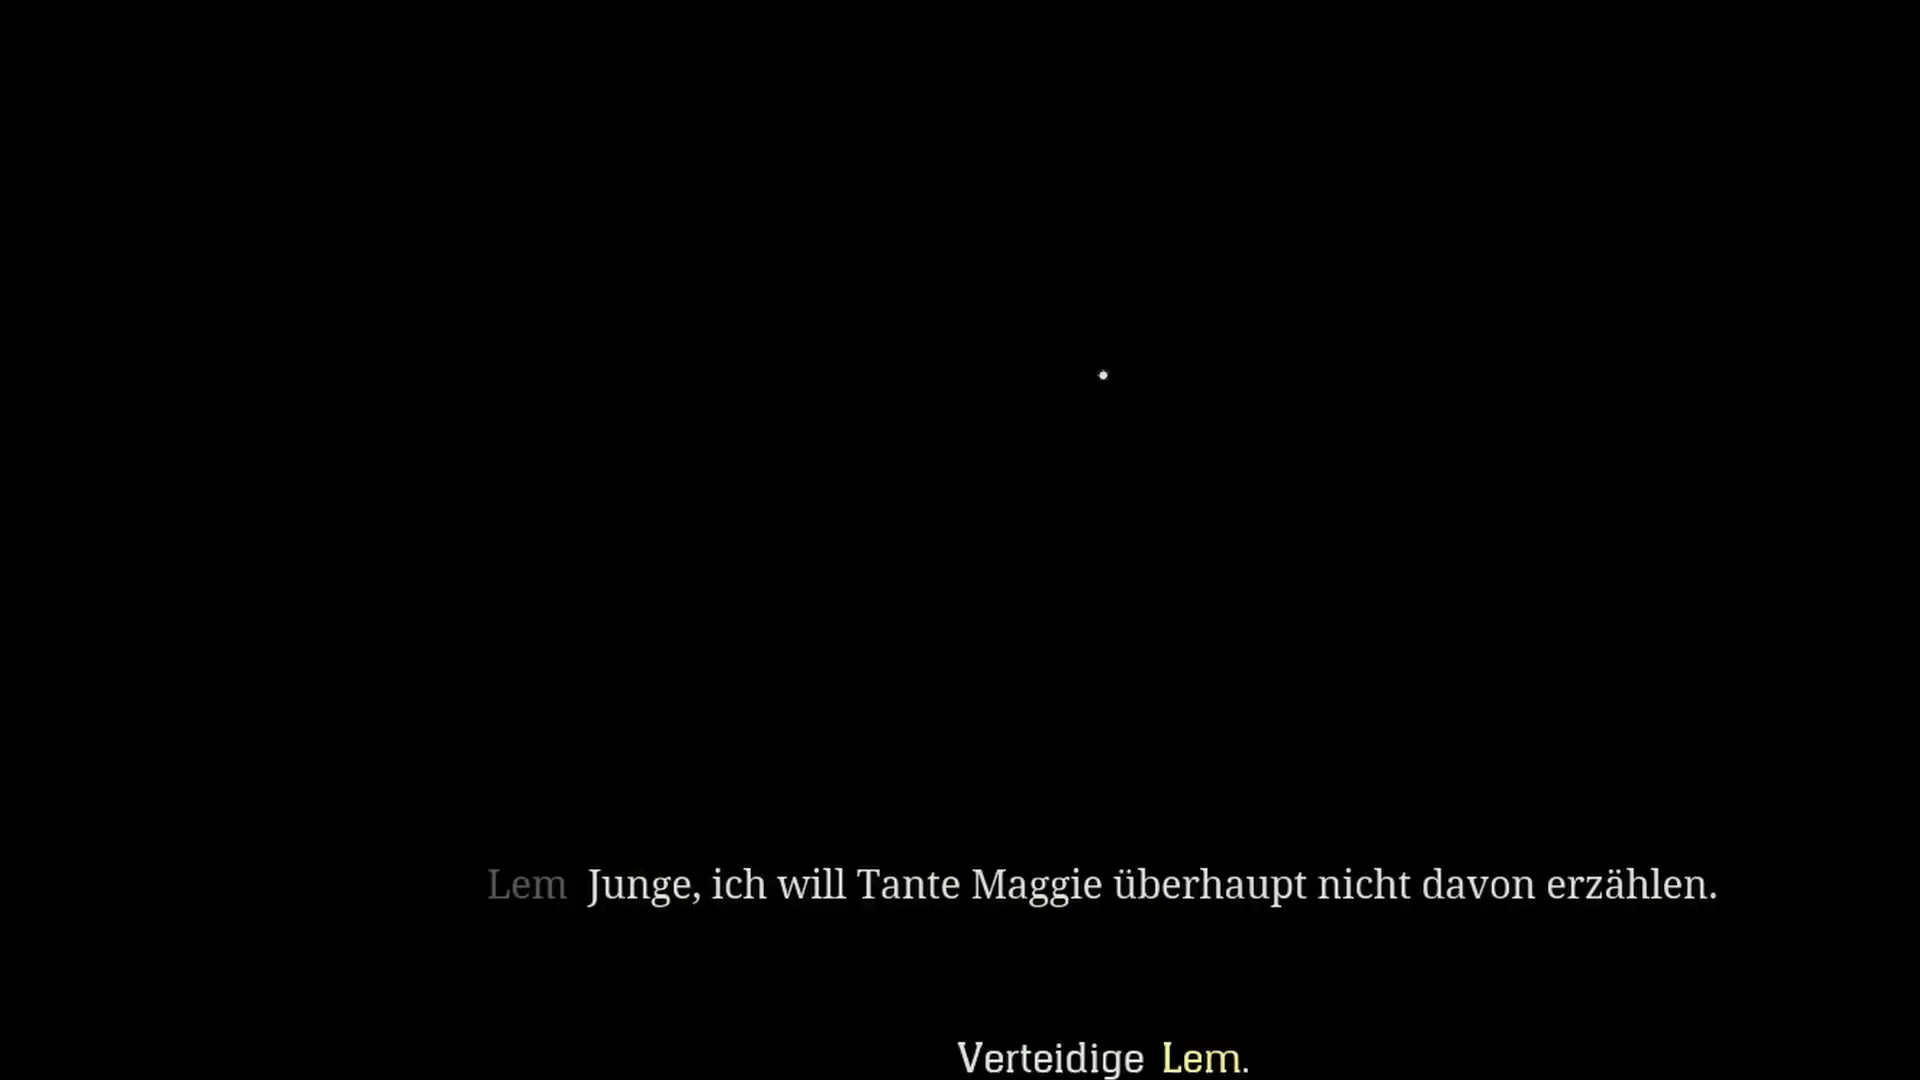 Lem Junge, ich will Tante Maggie überhaupt nicht davon erzählen.
Verteidige Lem.